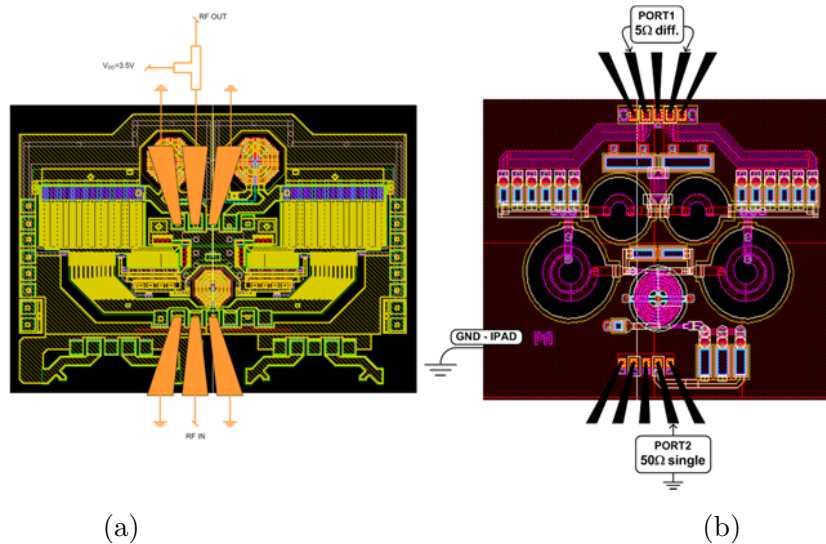 RF OUT
V_DD=3.5V
RF IN
(a)
PORT1
5Ω diff.
GND - IPAD
PORT2
50Ω single
(b)